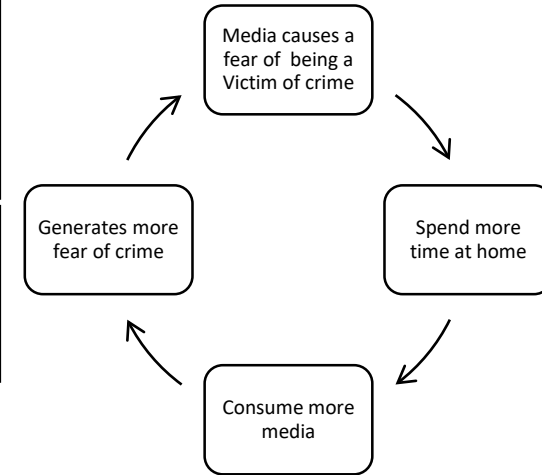 Media causes a
fear of being a
Victim of crime
Spend more
time at home
Consume more
media
Generates more
fear of crime